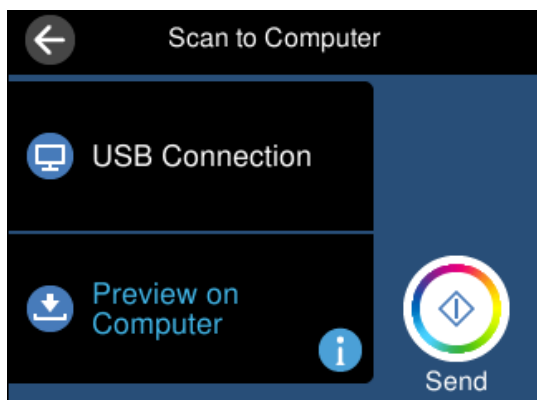 Scan to Computer
USB Connection
Preview on
Computer
i
Send